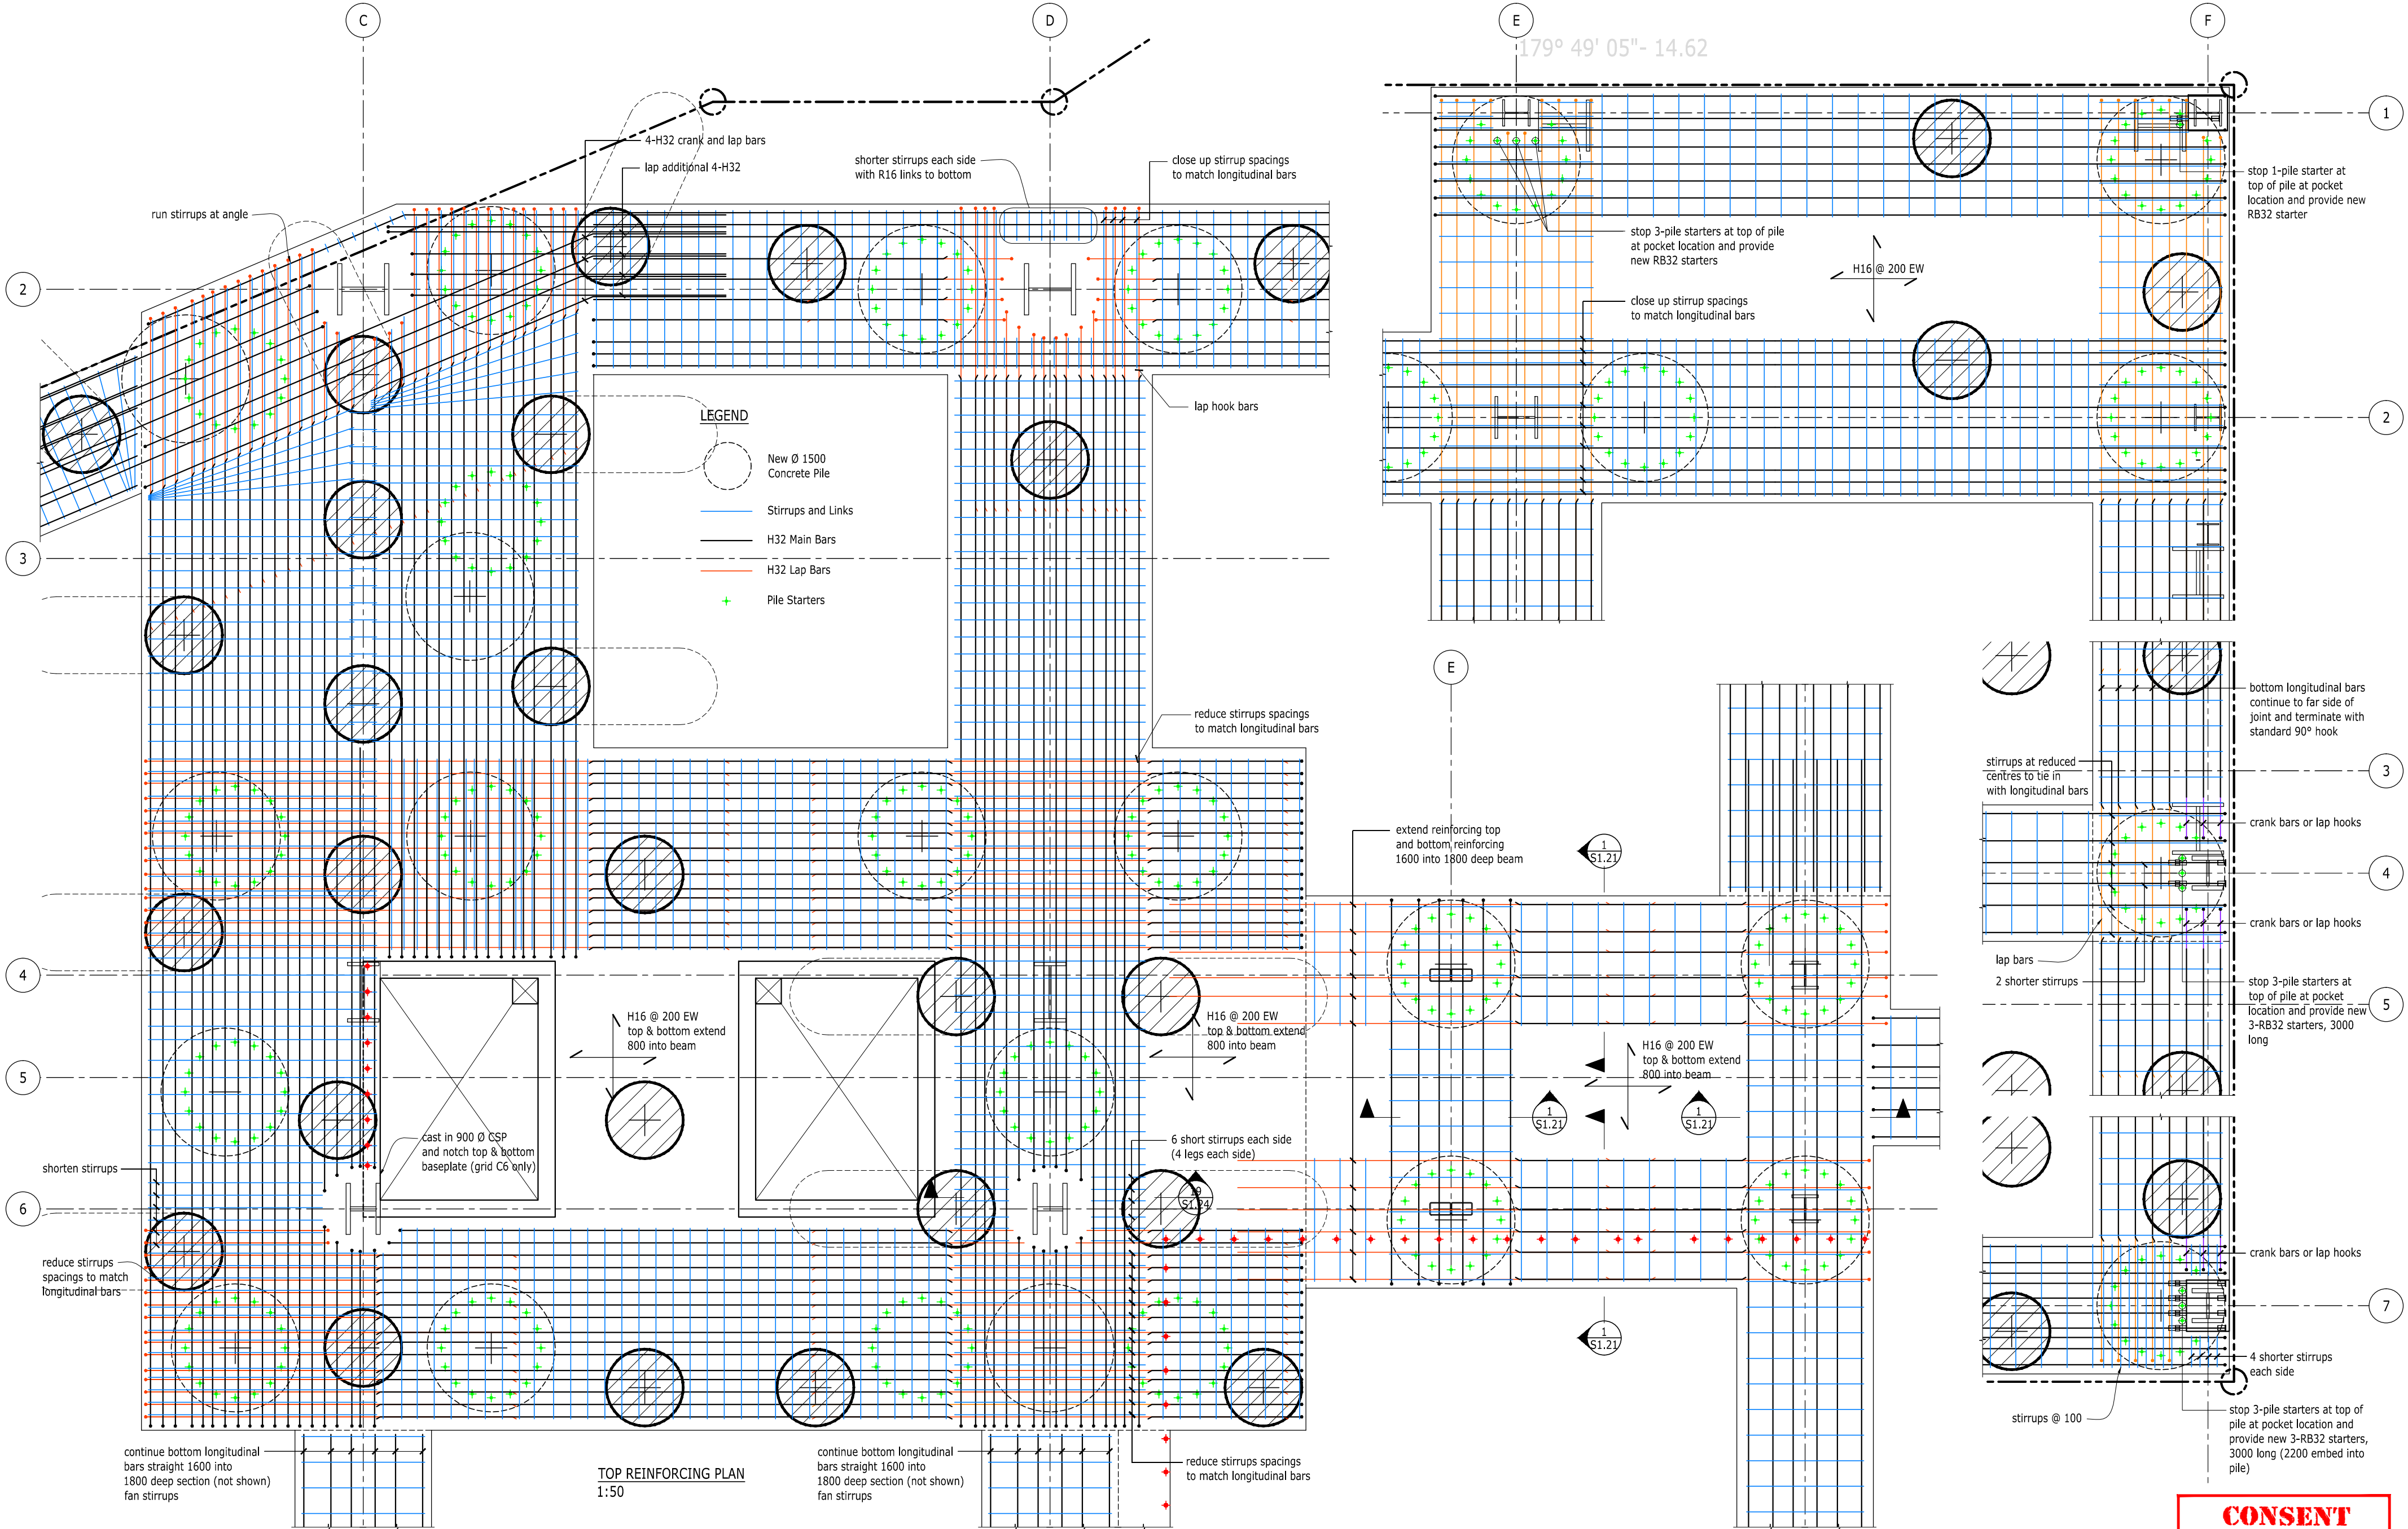 C
D
E
F
179° 49' 05"- 14.62
1
4-H32 crank and lap bars
lap additional 4-H32
shorter stirrups each side
with R16 links to bottom
close up stirrup spacings
to match longitudinal bars
stop 1-pile starter at
top of pile at pocket
location and provide new
RB32 starter
run stirrups at angle
stop 3-pile starters at top of pile
at pocket location and provide
new RB32 starters
H16 @ 200 EW
2
close up stirrup spacings
to match longitudinal bars
2
lap hook bars
LEGEND
New Ø 1500
Concrete Pile
Stirrups and Links
H32 Main Bars
H32 Lap Bars
Pile Starters
3
E
reduce stirrups spacings
to match longitudinal bars
bottom longitudinal bars
continue to far side of
joint and terminate with
standard 90° hook
stirrups at reduced
centres to tie in
with longitudinal bars
3
crank bars or lap hooks
extend reinforcing top
and bottom reinforcing
1600 into 1800 deep beam
1
S1.21
4
crank bars or lap hooks
lap bars
2 shorter stirrups
stop 3-pile starters at
top of pile at pocket
location and provide new
3-RB32 starters, 3000
long
5
4
H16 @ 200 EW
top & bottom extend
800 into beam
H16 @ 200 EW
top & bottom extend
800 into beam
H16 @ 200 EW
top & bottom extend
800 into beam
5
1
S1.21
1
S1.21
cast in 900 Ø CSP
and notch top & bottom
baseplate (grid C6 only)
6 short stirrups each side
(4 legs each side)
shorten stirrups
6
19
S1.24
reduce stirrups
spacings to match
longitudinal bars
crank bars or lap hooks
7
1
S1.21
4 shorter stirrups
each side
stirrups @ 100
stop 3-pile starters at top of
pile at pocket location and
provide new 3-RB32 starters,
3000 long (2200 embed into
pile)
continue bottom longitudinal
bars straight 1600 into
1800 deep section (not shown)
fan stirrups
TOP REINFORCING PLAN
1:50
continue bottom longitudinal
bars straight 1600 into
1800 deep section (not shown)
fan stirrups
reduce stirrups spacings
to match longitudinal bars
CONSENT